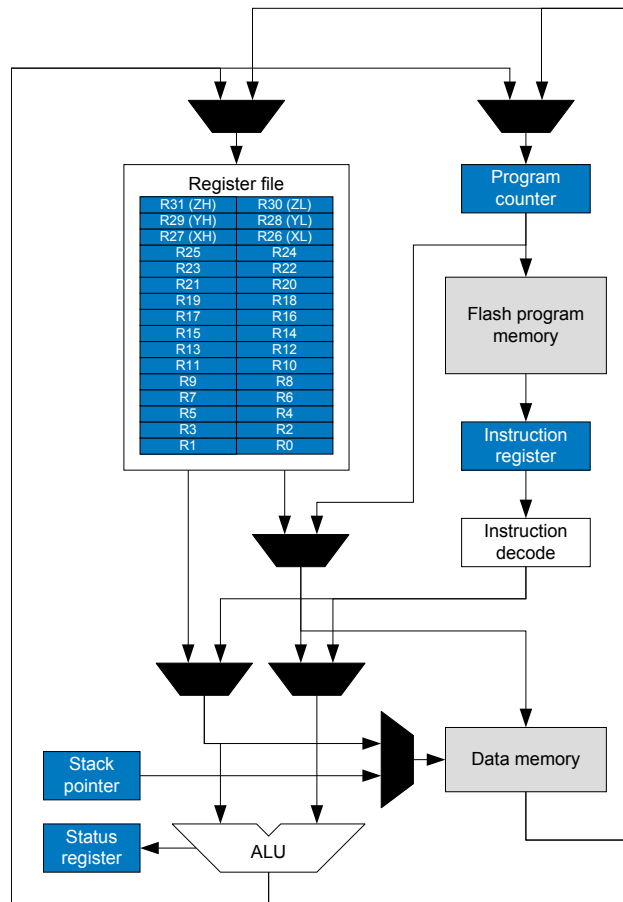 Register file
R31 (ZH) R30 (ZL)
R29 (YH) R28 (YL)
R27 (XH) R26 (XL)
R25 R24
R23 R22
R21 R20
R19 R18
R17 R16
R15 R14
R13 R12
R11 R10
R9 R8
R7 R6
R5 R4
R3 R2
R1 R0
Program
counter
Flash program
memory
Instruction
register
Instruction
decode
Stack
pointer
Data memory
Status
register
ALU